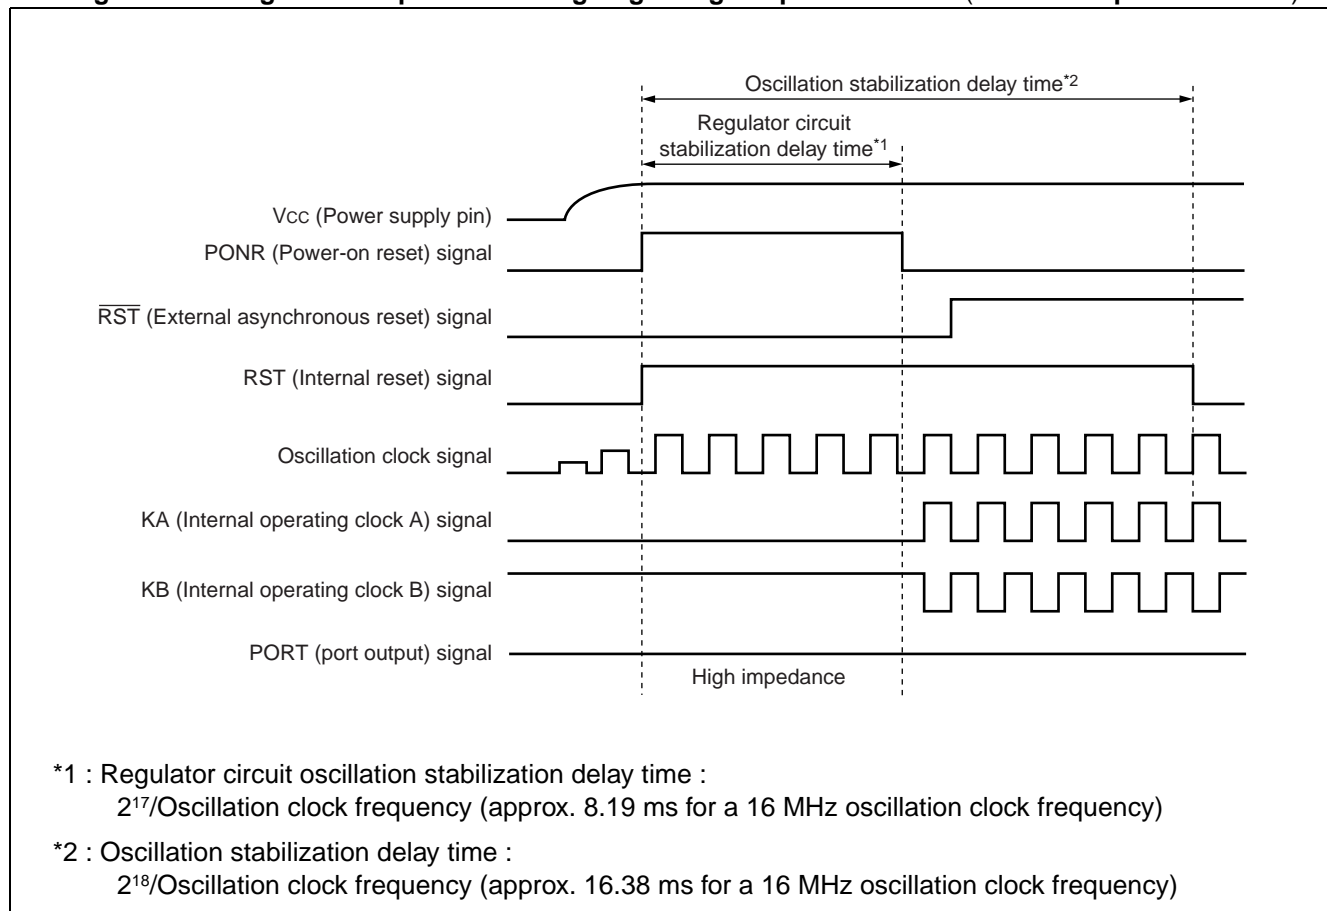 Oscillation stabilization delay time*2
Regulator circuit
stabilization delay time*1
Vcc (Power supply pin)
PONR (Power-on reset) signal
RST (External asynchronous reset) signal
RST (Internal reset) signal
Oscillation clock signal
KA (Internal operating clock A) signal
KB (Internal operating clock B) signal
PORT (port output) signal
High impedance
*1 : Regulator circuit oscillation stabilization delay time :
2¹⁷/Oscillation clock frequency (approx. 8.19 ms for a 16 MHz oscillation clock frequency)
*2 : Oscillation stabilization delay time :
2¹⁸/Oscillation clock frequency (approx. 16.38 ms for a 16 MHz oscillation clock frequency)